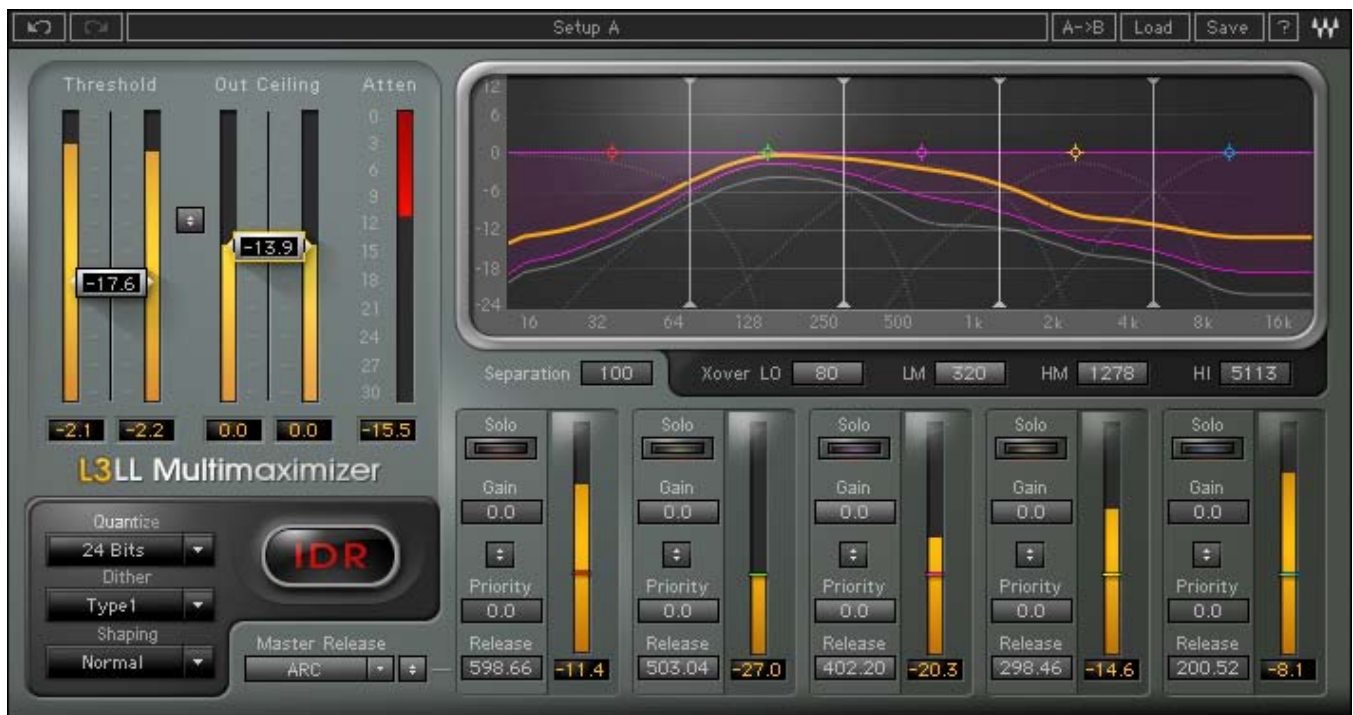 Setup A A->B Load Save ?
Threshold Out Ceiling Atten
0
3
6
9
12
15
18
21
24
27
30
-17.6
-13.9
-2.1 -2.2 0.0 0.0 -15.5
L3LL Multimaximizer
Quantize
24 Bits
Dither
Type1
Shaping
Normal
IDR
Master Release
ARC
12
6
0
-6
-12
-18
-24
16 32 64 128 250 500 1k 2k 4k 8k 16k
Separation 100 Xover LO 80 LM 320 HM 1278 HI 5113
Solo Solo Solo Solo Solo
Gain Gain Gain Gain Gain
0.0 0.0 0.0 0.0 0.0
Priority Priority Priority Priority Priority
0.0 0.0 0.0 0.0 0.0
Release Release Release Release Release
598.66 -11.4 503.04 -27.0 402.20 -20.3 298.46 -14.6 200.52 -8.1